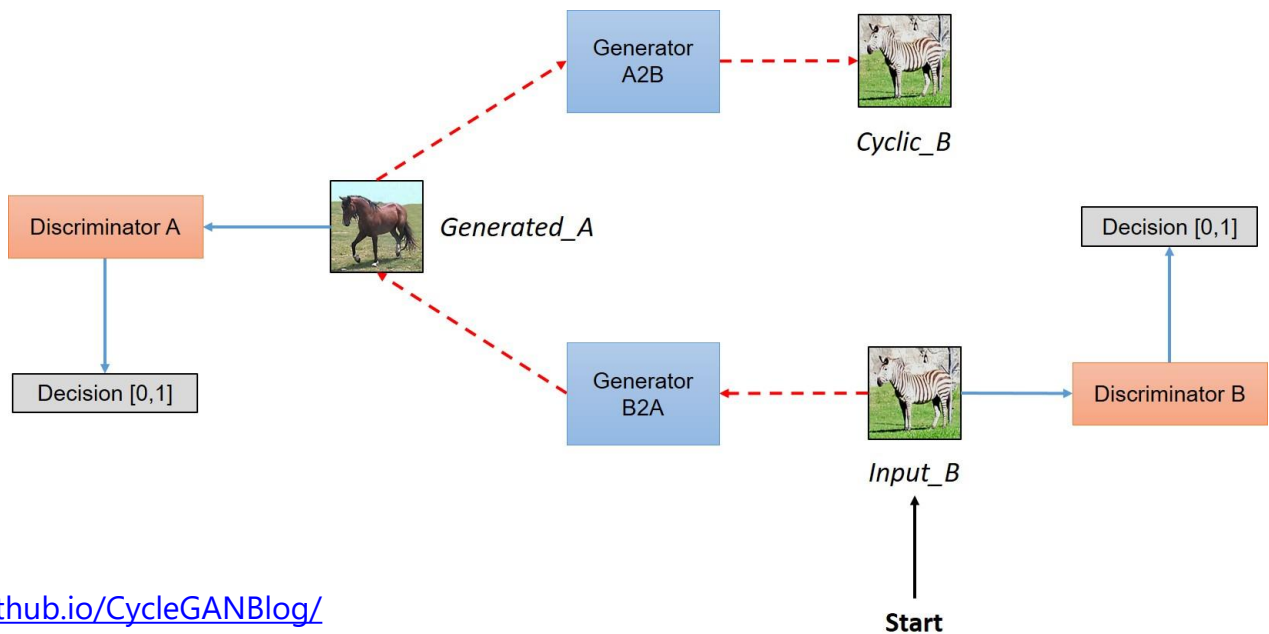 Generator
A2B
Cyclic_B
Discriminator A
Generated_A
Decision [0,1]
Decision [0,1]
Generator
B2A
Discriminator B
Input_B
thub.io/CycleGANBlog/
Start